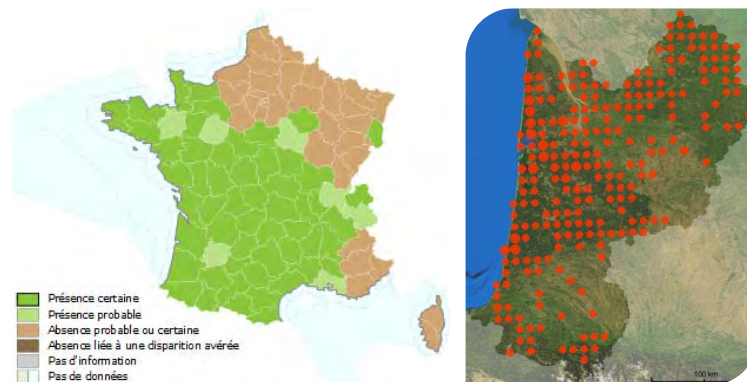 Présence certaine
Présence probable
Absence probable ou certaine
Absence liée à une disparition avérée
Pas d'information
Pas de données
100 km